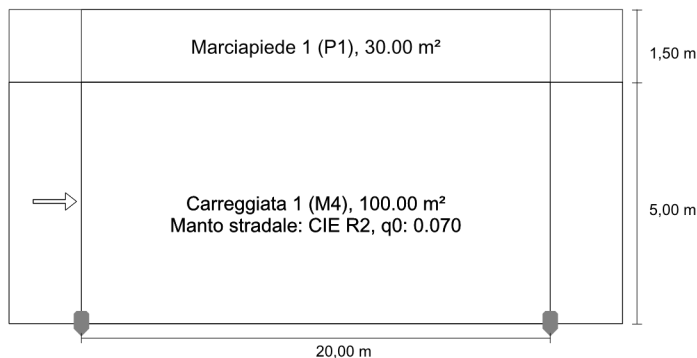 Marciapiede 1 (P1), 30.00 m²
1,50 m
Carreggiata 1 (M4), 100.00 m²
Manto stradale: CIE R2, q0: 0.070
5,00 m
20,00 m